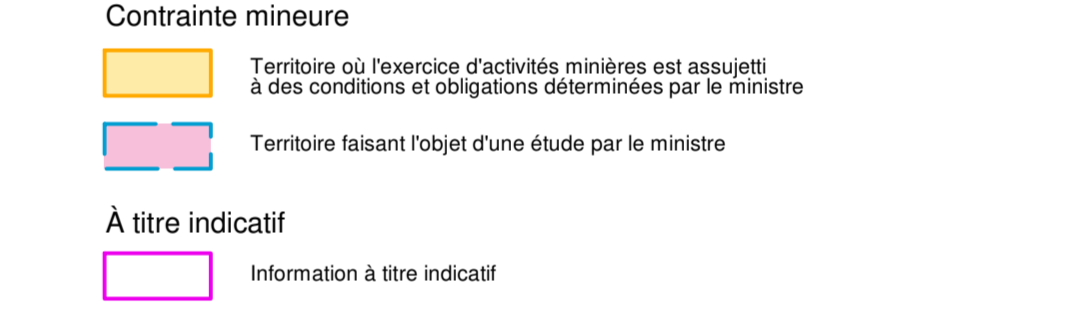 Contrainte mineure
Territoire où l'exercice d'activités minières est assujetti
à des conditions et obligations déterminées par le ministre
Territoire faisant l'objet d'une étude par le ministre
À titre indicatif
Information à titre indicatif